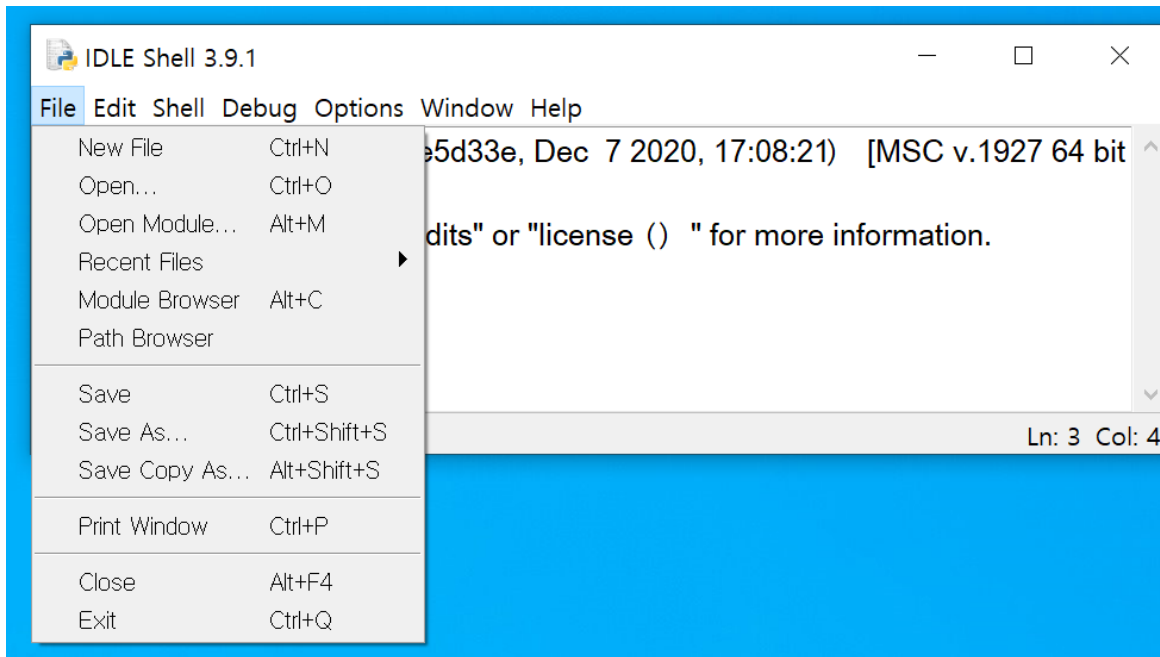 IDLE Shell 3.9.1
File Edit Shell Debug Options Window Help
New File Ctrl+N
Open... Ctrl+O
Open Module... Alt+M
Recent Files
Module Browser Alt+C
Path Browser
Save Ctrl+S
Save As... Ctrl+Shift+S
Save Copy As... Alt+Shift+S
Print Window Ctrl+P
Close Alt+F4
Exit Ctrl+Q
e5d33e, Dec 7 2020, 17:08:21) [MSC v.1927 64 bit
dits" or "license () " for more information.
Ln: 3 Col: 4